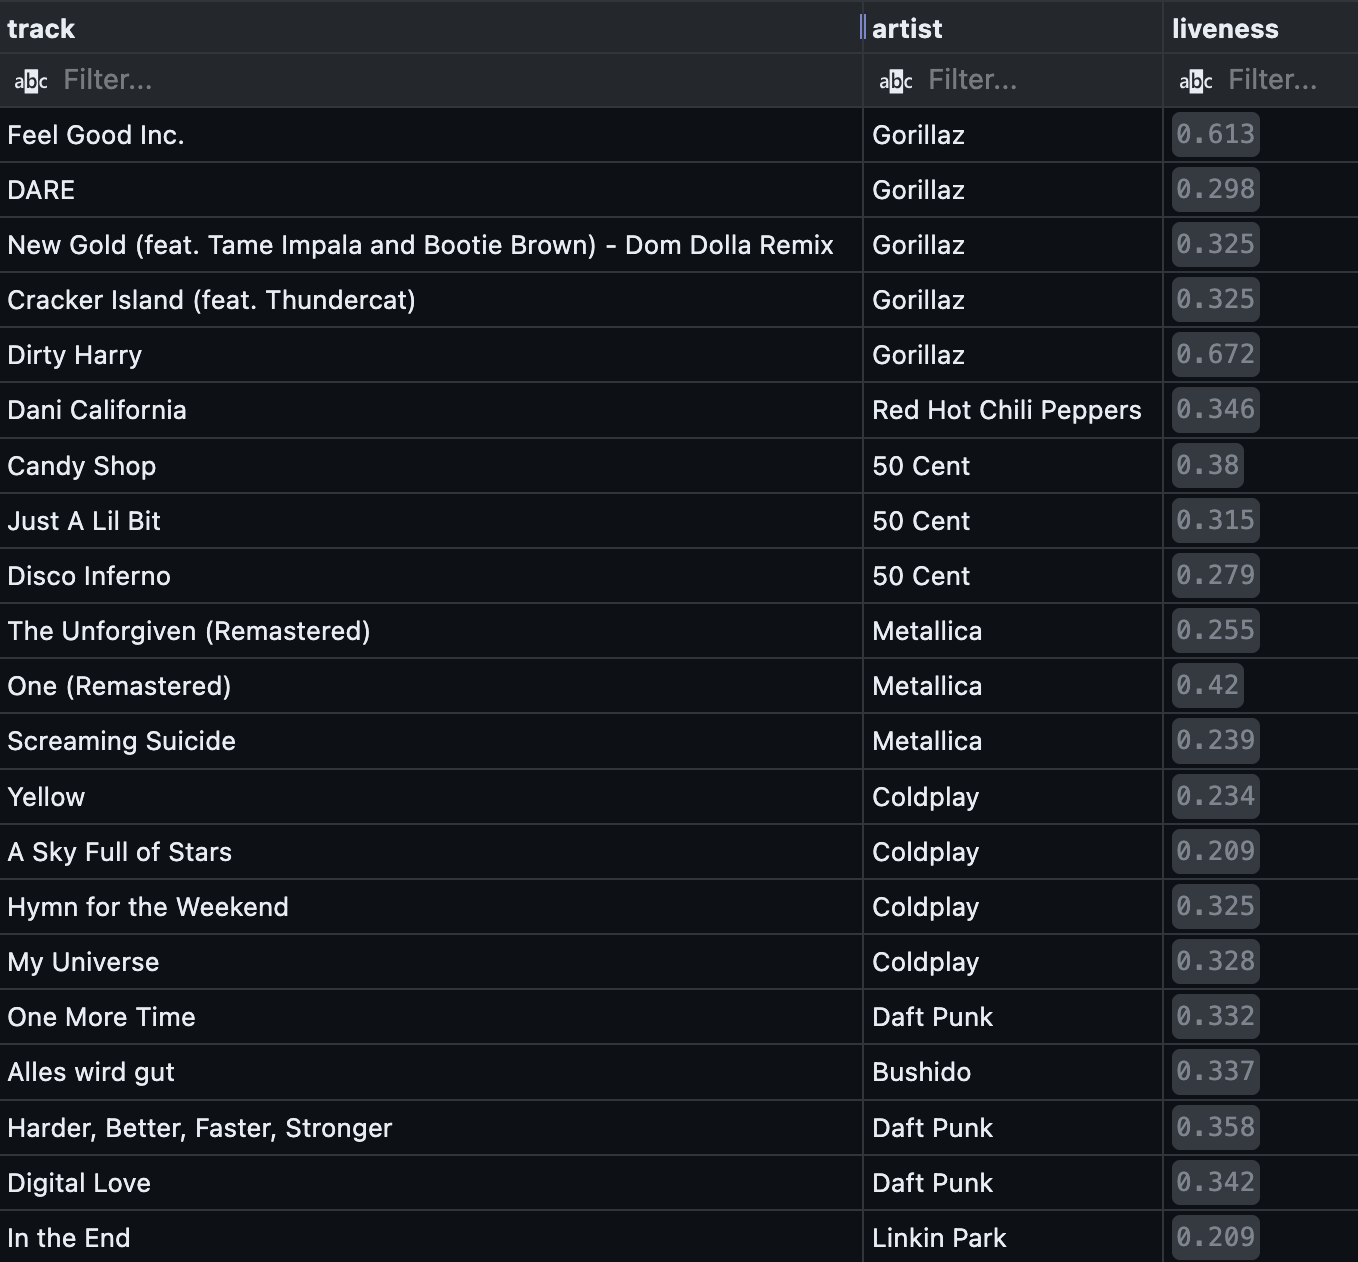 track artist liveness
abc Filter... abc Filter... abc Filter...
Feel Good Inc. Gorillaz 0.613
DARE Gorillaz 0.298
New Gold (feat. Tame Impala and Bootie Brown) - Dom Dolla Remix Gorillaz 0.325
Cracker Island (feat. Thundercat) Gorillaz 0.325
Dirty Harry Gorillaz 0.672
Dani California Red Hot Chili Peppers 0.346
Candy Shop 50 Cent 0.38
Just A Lil Bit 50 Cent 0.315
Disco Inferno 50 Cent 0.279
The Unforgiven (Remastered) Metallica 0.255
One (Remastered) Metallica 0.42
Screaming Suicide Metallica 0.239
Yellow Coldplay 0.234
A Sky Full of Stars Coldplay 0.209
Hymn for the Weekend Coldplay 0.325
My Universe Coldplay 0.328
One More Time Daft Punk 0.332
Alles wird gut Bushido 0.337
Harder, Better, Faster, Stronger Daft Punk 0.358
Digital Love Daft Punk 0.342
In the End Linkin Park 0.209